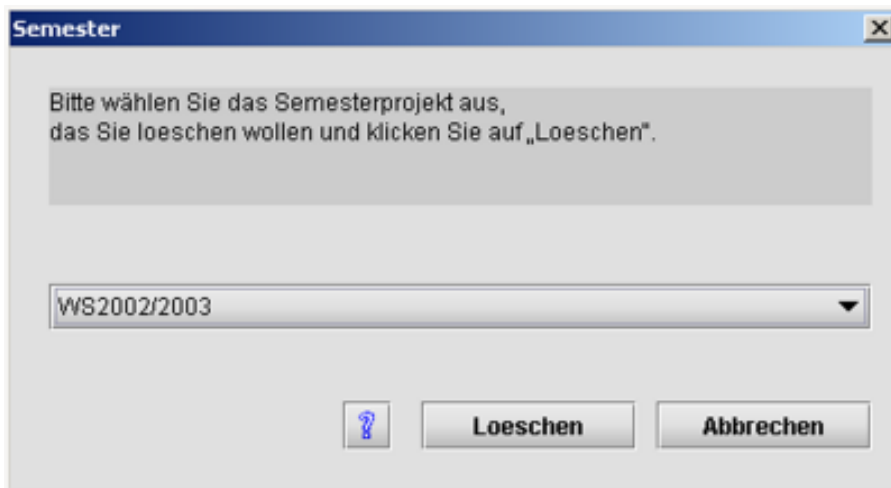 Semester
Bitte wählen Sie das Semesterprojekt aus,
das Sie loeschen wollen und klicken Sie auf „Loeschen".
WS2002/2003
? Loeschen Abbrechen